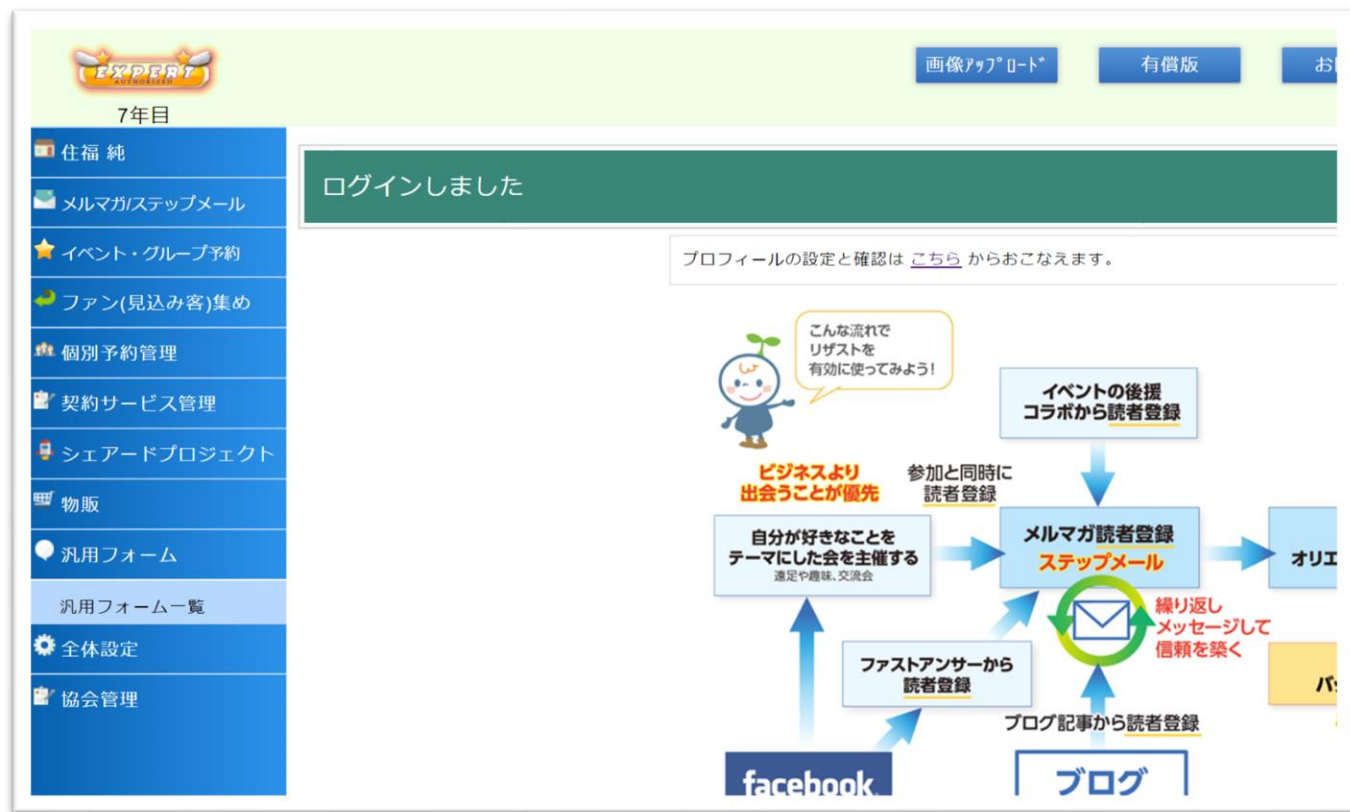 EXPERT
AUTHORIZED
7年目
画像ｱｯﾌﾟﾛｰﾄﾞ
有償版
住福 純
メルマガ/ステップメール
イベント・グループ予約
ファン(見込み客)集め
個別予約管理
契約サービス管理
シェアードプロジェクト
物販
汎用フォーム
汎用フォーム一覧
全体設定
協会管理
ログインしました
プロフィールの設定と確認は こちら からおこなえます。
こんな流れで
リザストを
有効に使ってみよう!
イベントの後援
コラボから読者登録
ビジネスより
出会うことが優先
参加と同時に
読者登録
自分が好きなことを
テーマにした会を主催する
遠足や趣味、交流会
メルマガ読者登録
ステップメール
オリエ
繰り返し
メッセージして
信頼を築く
ファストアンサーから
読者登録
ブログ記事から読者登録
facebook.
ブログ